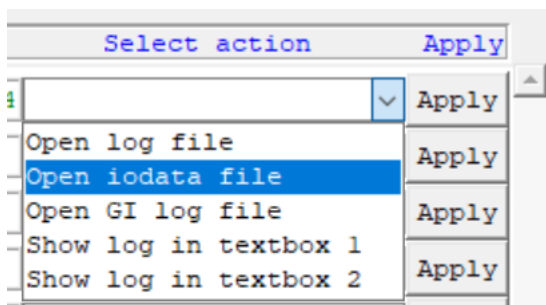 Select action Apply
4 Apply
Open log file
Apply
Open iodata file
Open GI log file Apply
Show log in textbox 1
Show log in textbox 2 Apply